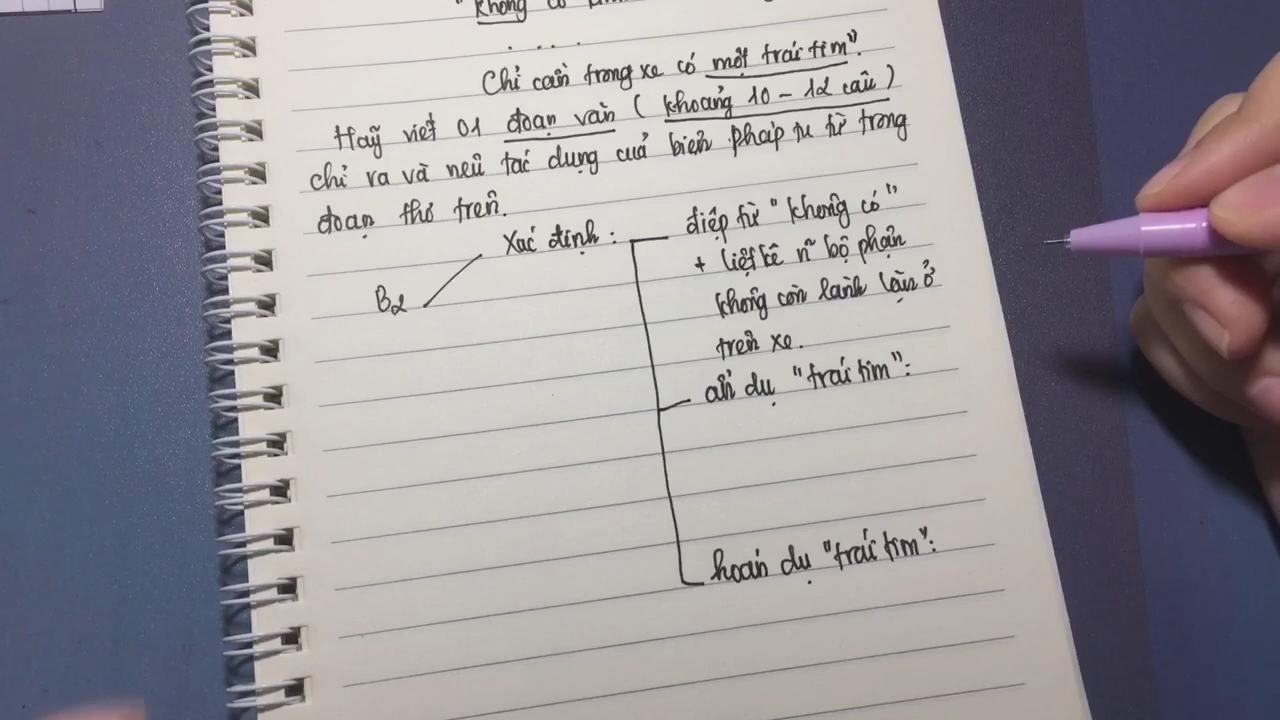 "không có
. . . .
Chỉ cần trong xe có một trái tim".
Hãy viết 01 đoạn văn ( khoảng 10 - 12 câu )
chỉ ra và nêu tác dụng của biện pháp tu từ trong
đoạn thơ trên.
Xác định :
B2
điệp từ "không có"
+ liệt kê n~ bộ phận
không còn lành lặn ở
trên xe.
ẩn dụ "trái tim":
hoán dụ "trái tim":